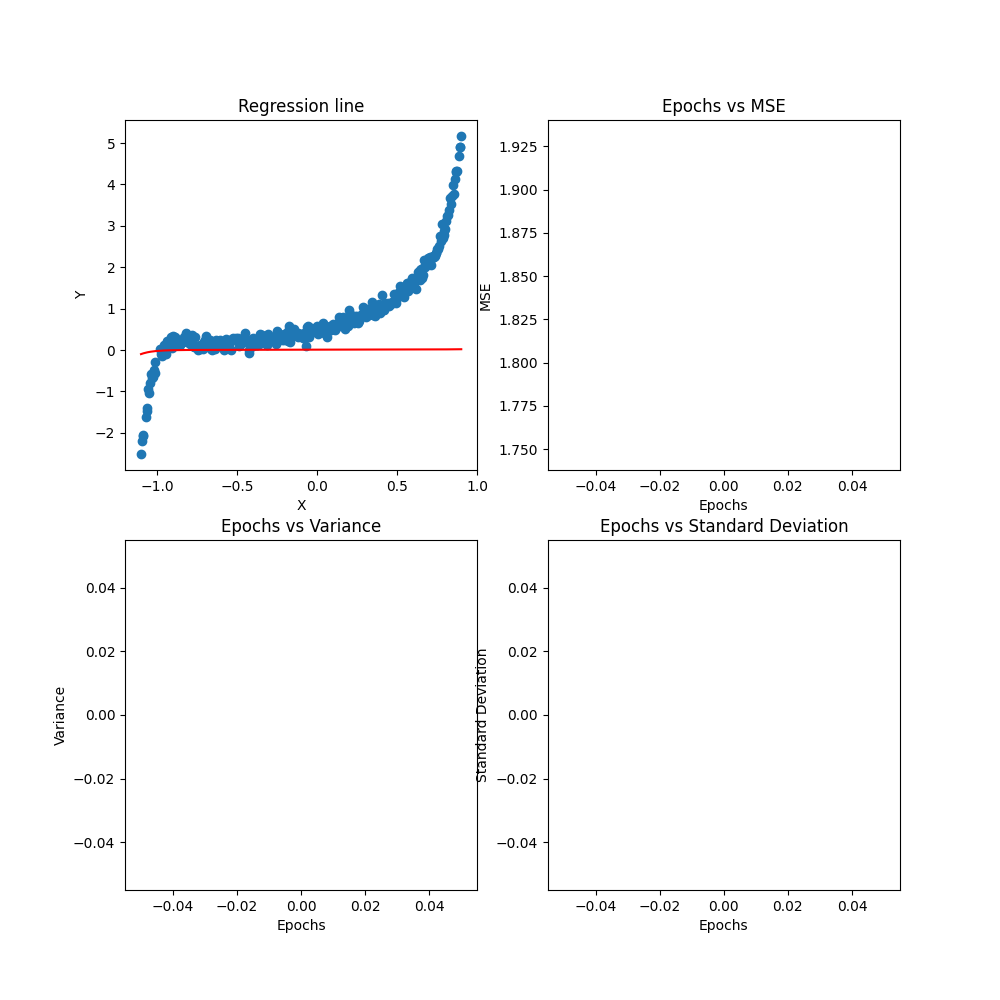 Regression line
5
4
3
2
1
0
−1
−2
Y
−1.0 −0.5 0.0 0.5 1.0
X
Epochs vs MSE
1.925
1.900
1.875
1.850
1.825
1.800
1.775
1.750
MSE
−0.04 −0.02 0.00 0.02 0.04
Epochs
Epochs vs Variance
0.04
0.02
0.00
−0.02
−0.04
Variance
−0.04 −0.02 0.00 0.02 0.04
Epochs
Epochs vs Standard Deviation
0.04
0.02
0.00
−0.02
−0.04
Standard Deviation
−0.04 −0.02 0.00 0.02 0.04
Epochs